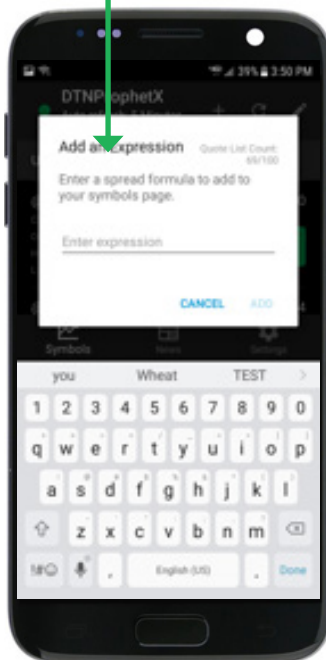 39% 3:50 PM
DTNProphetX
Add an Expression Quote List Count:
69/100
Enter a spread formula to add to
your symbols page.
Enter expression
CANCEL ADD
Symbols News Settings
you Wheat TEST
1 2 3 4 5 6 7 8 9 0
q w e r t y u i o p
a s d f g h j k l
z x c v b n m
!#☺ , English (US) . Done